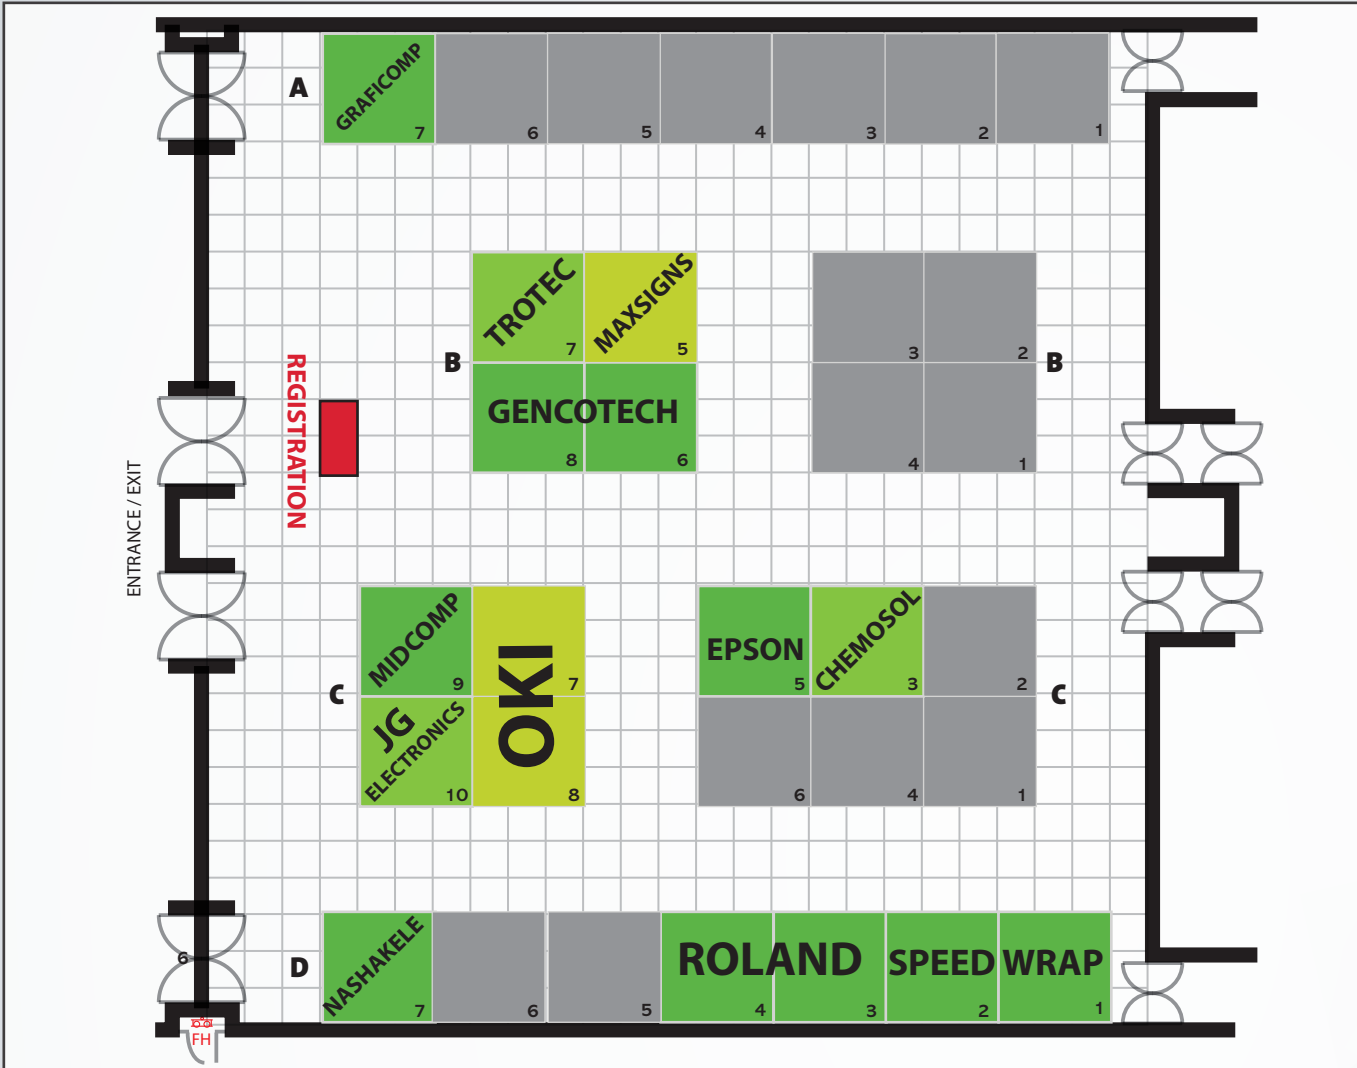 A
GRAFICOMP
7
6
5
4
3
2
1
TROTEC
7
MAXSIGNS
5
B
GENCOTECH
8
6
3
2
B
4
1
REGISTRATION
ENTRANCE / EXIT
MIDCOMP
9
OKI
7
C
JG
ELECTRONICS
10
8
EPSON
5
CHEMOSOL
3
2
C
6
4
1
6
D
NASHAKELE
7
6
5
ROLAND
4
3
SPEED WRAP
2
1
FH